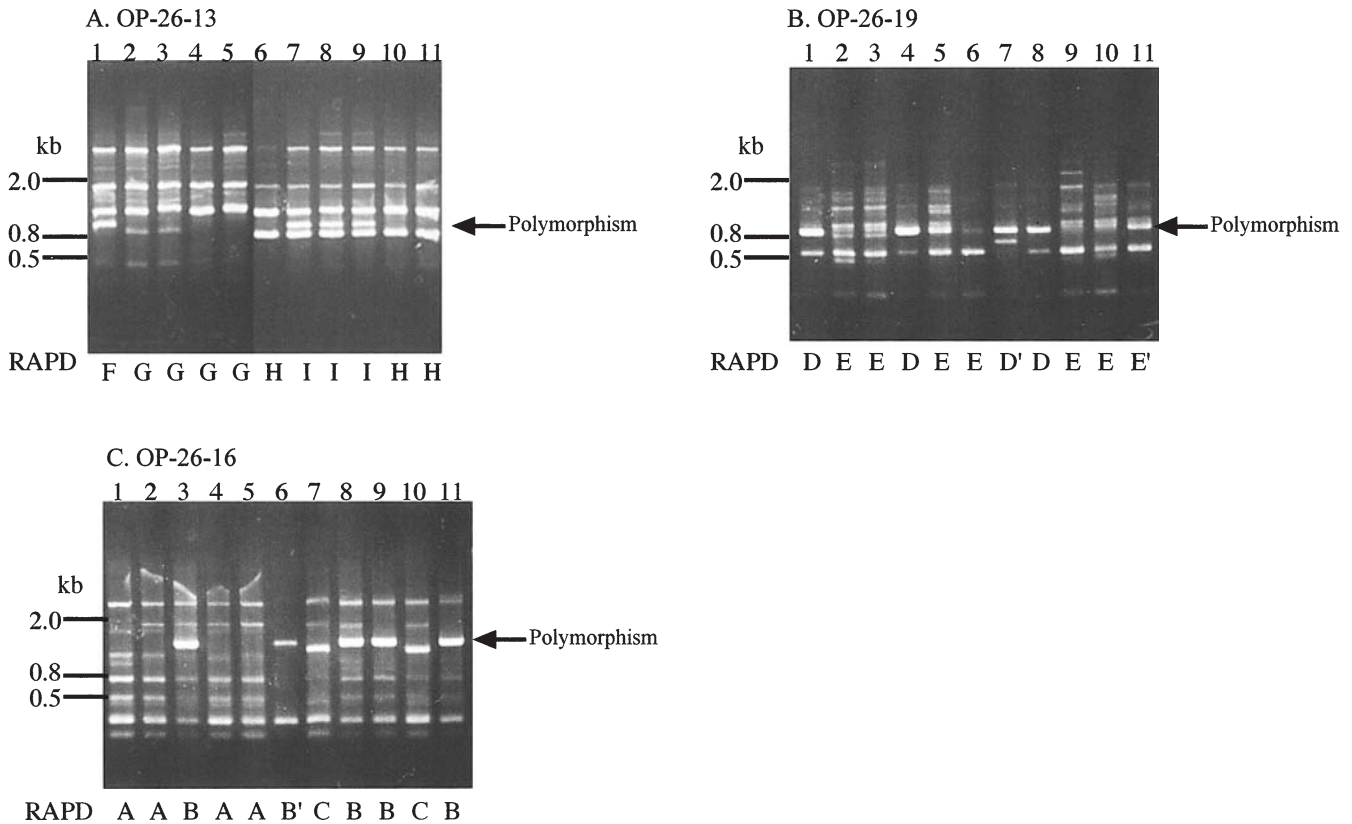 A. OP-26-13
1 2 3 4 5 6 7 8 9 10 11
kb
2.0
0.8
0.5
Polymorphism
RAPD F G G G G H I I I H H
B. OP-26-19
1 2 3 4 5 6 7 8 9 10 11
kb
2.0
0.8
0.5
Polymorphism
RAPD D E E D E E D' D E E E'
C. OP-26-16
1 2 3 4 5 6 7 8 9 10 11
kb
2.0
0.8
0.5
Polymorphism
RAPD A A B A A B' C B B C B